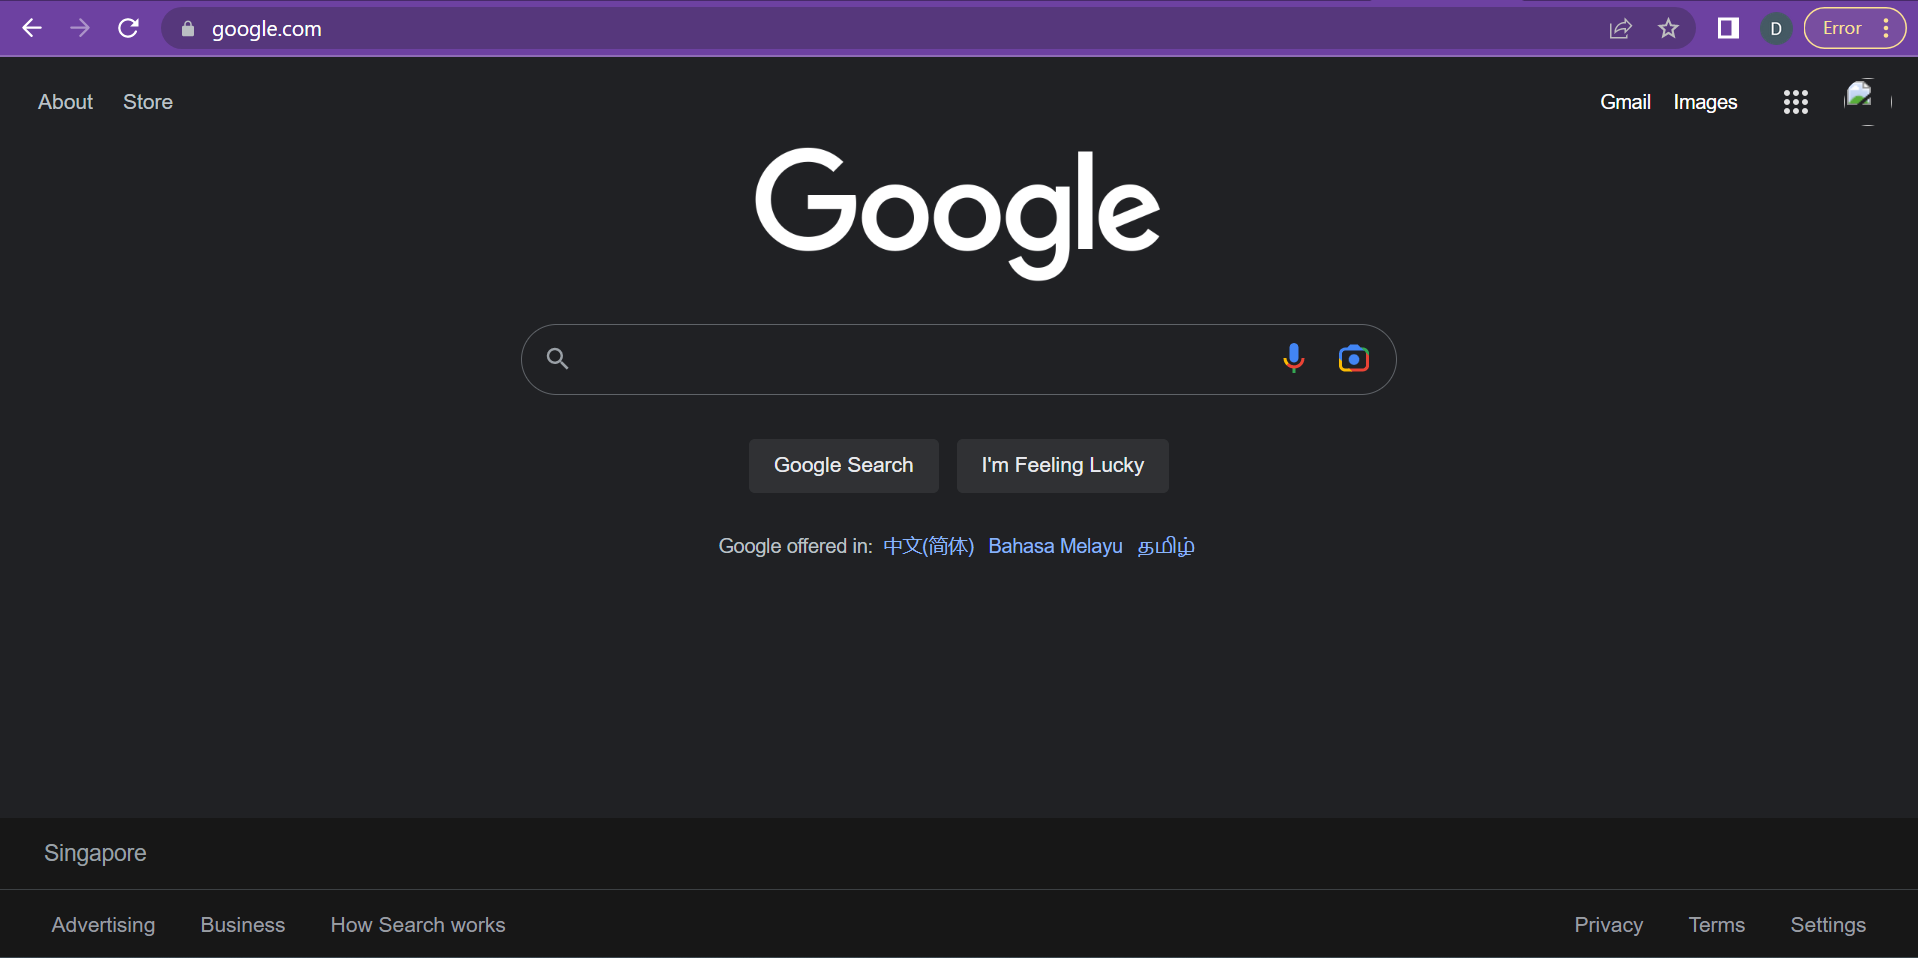 google.com
D
Error
About Store
Gmail Images
Google
Google Search
I'm Feeling Lucky
Google offered in: 中文(简体) Bahasa Melayu தமிழ்
Singapore
Advertising Business How Search works
Privacy Terms Settings